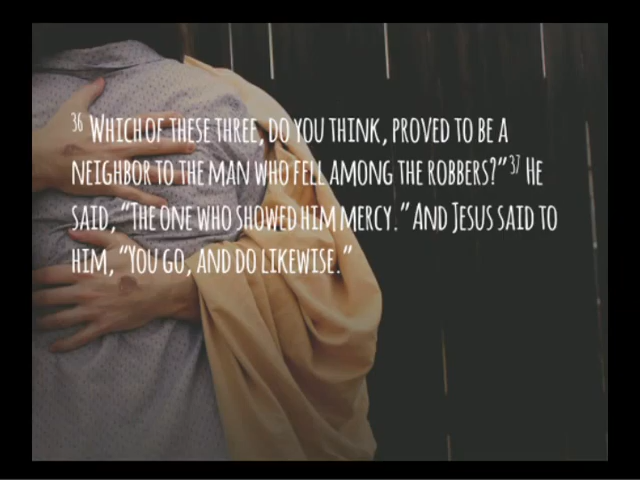 36 Which of these three, do you think, proved to be a
neighbor to the man who fell among the robbers?” 37 He
said, “The one who showed him mercy.” And Jesus said to
him, “You go, and do likewise.”